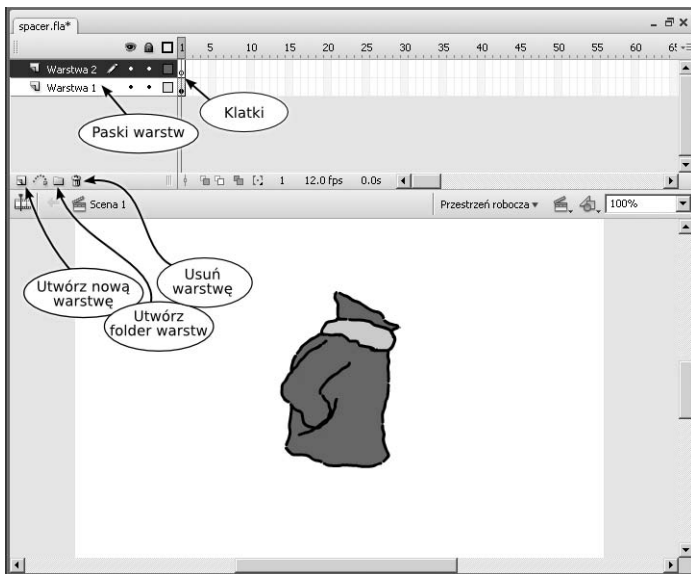 spacer.fla*
1 5 10 15 20 25 30 35 40 45 50 55 60 6
Warstwa 2
Warstwa 1
Klatki
Paski warstw
1 12.0 fps 0.0s
Scena 1
Przestrzeń robocza
100%
Utwórz nową
warstwę
Utwórz
folder warstw
Usuń
warstwę